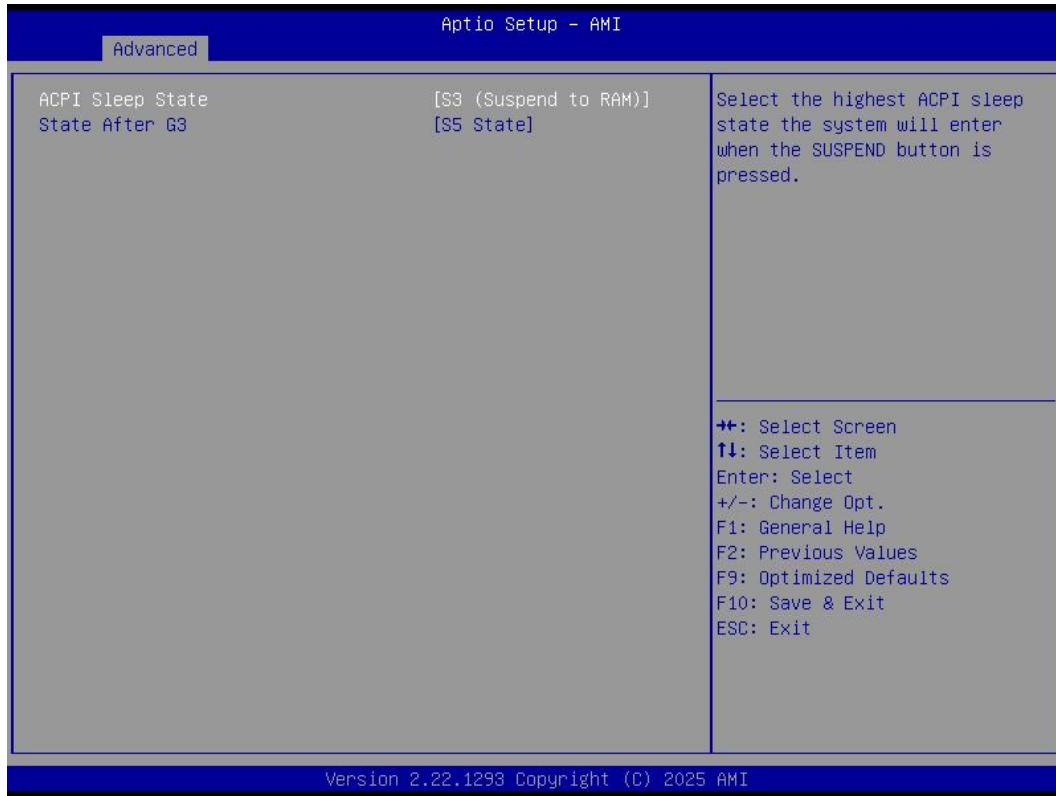 Aptio Setup - AMI
Advanced
ACPI Sleep State [S3 (Suspend to RAM)]
State After G3 [S5 State]
Select the highest ACPI sleep
state the system will enter
when the SUSPEND button is
pressed.
→←: Select Screen
↑↓: Select Item
Enter: Select
+/-: Change Opt.
F1: General Help
F2: Previous Values
F9: Optimized Defaults
F10: Save & Exit
ESC: Exit
Version 2.22.1293 Copyright (C) 2025 AMI